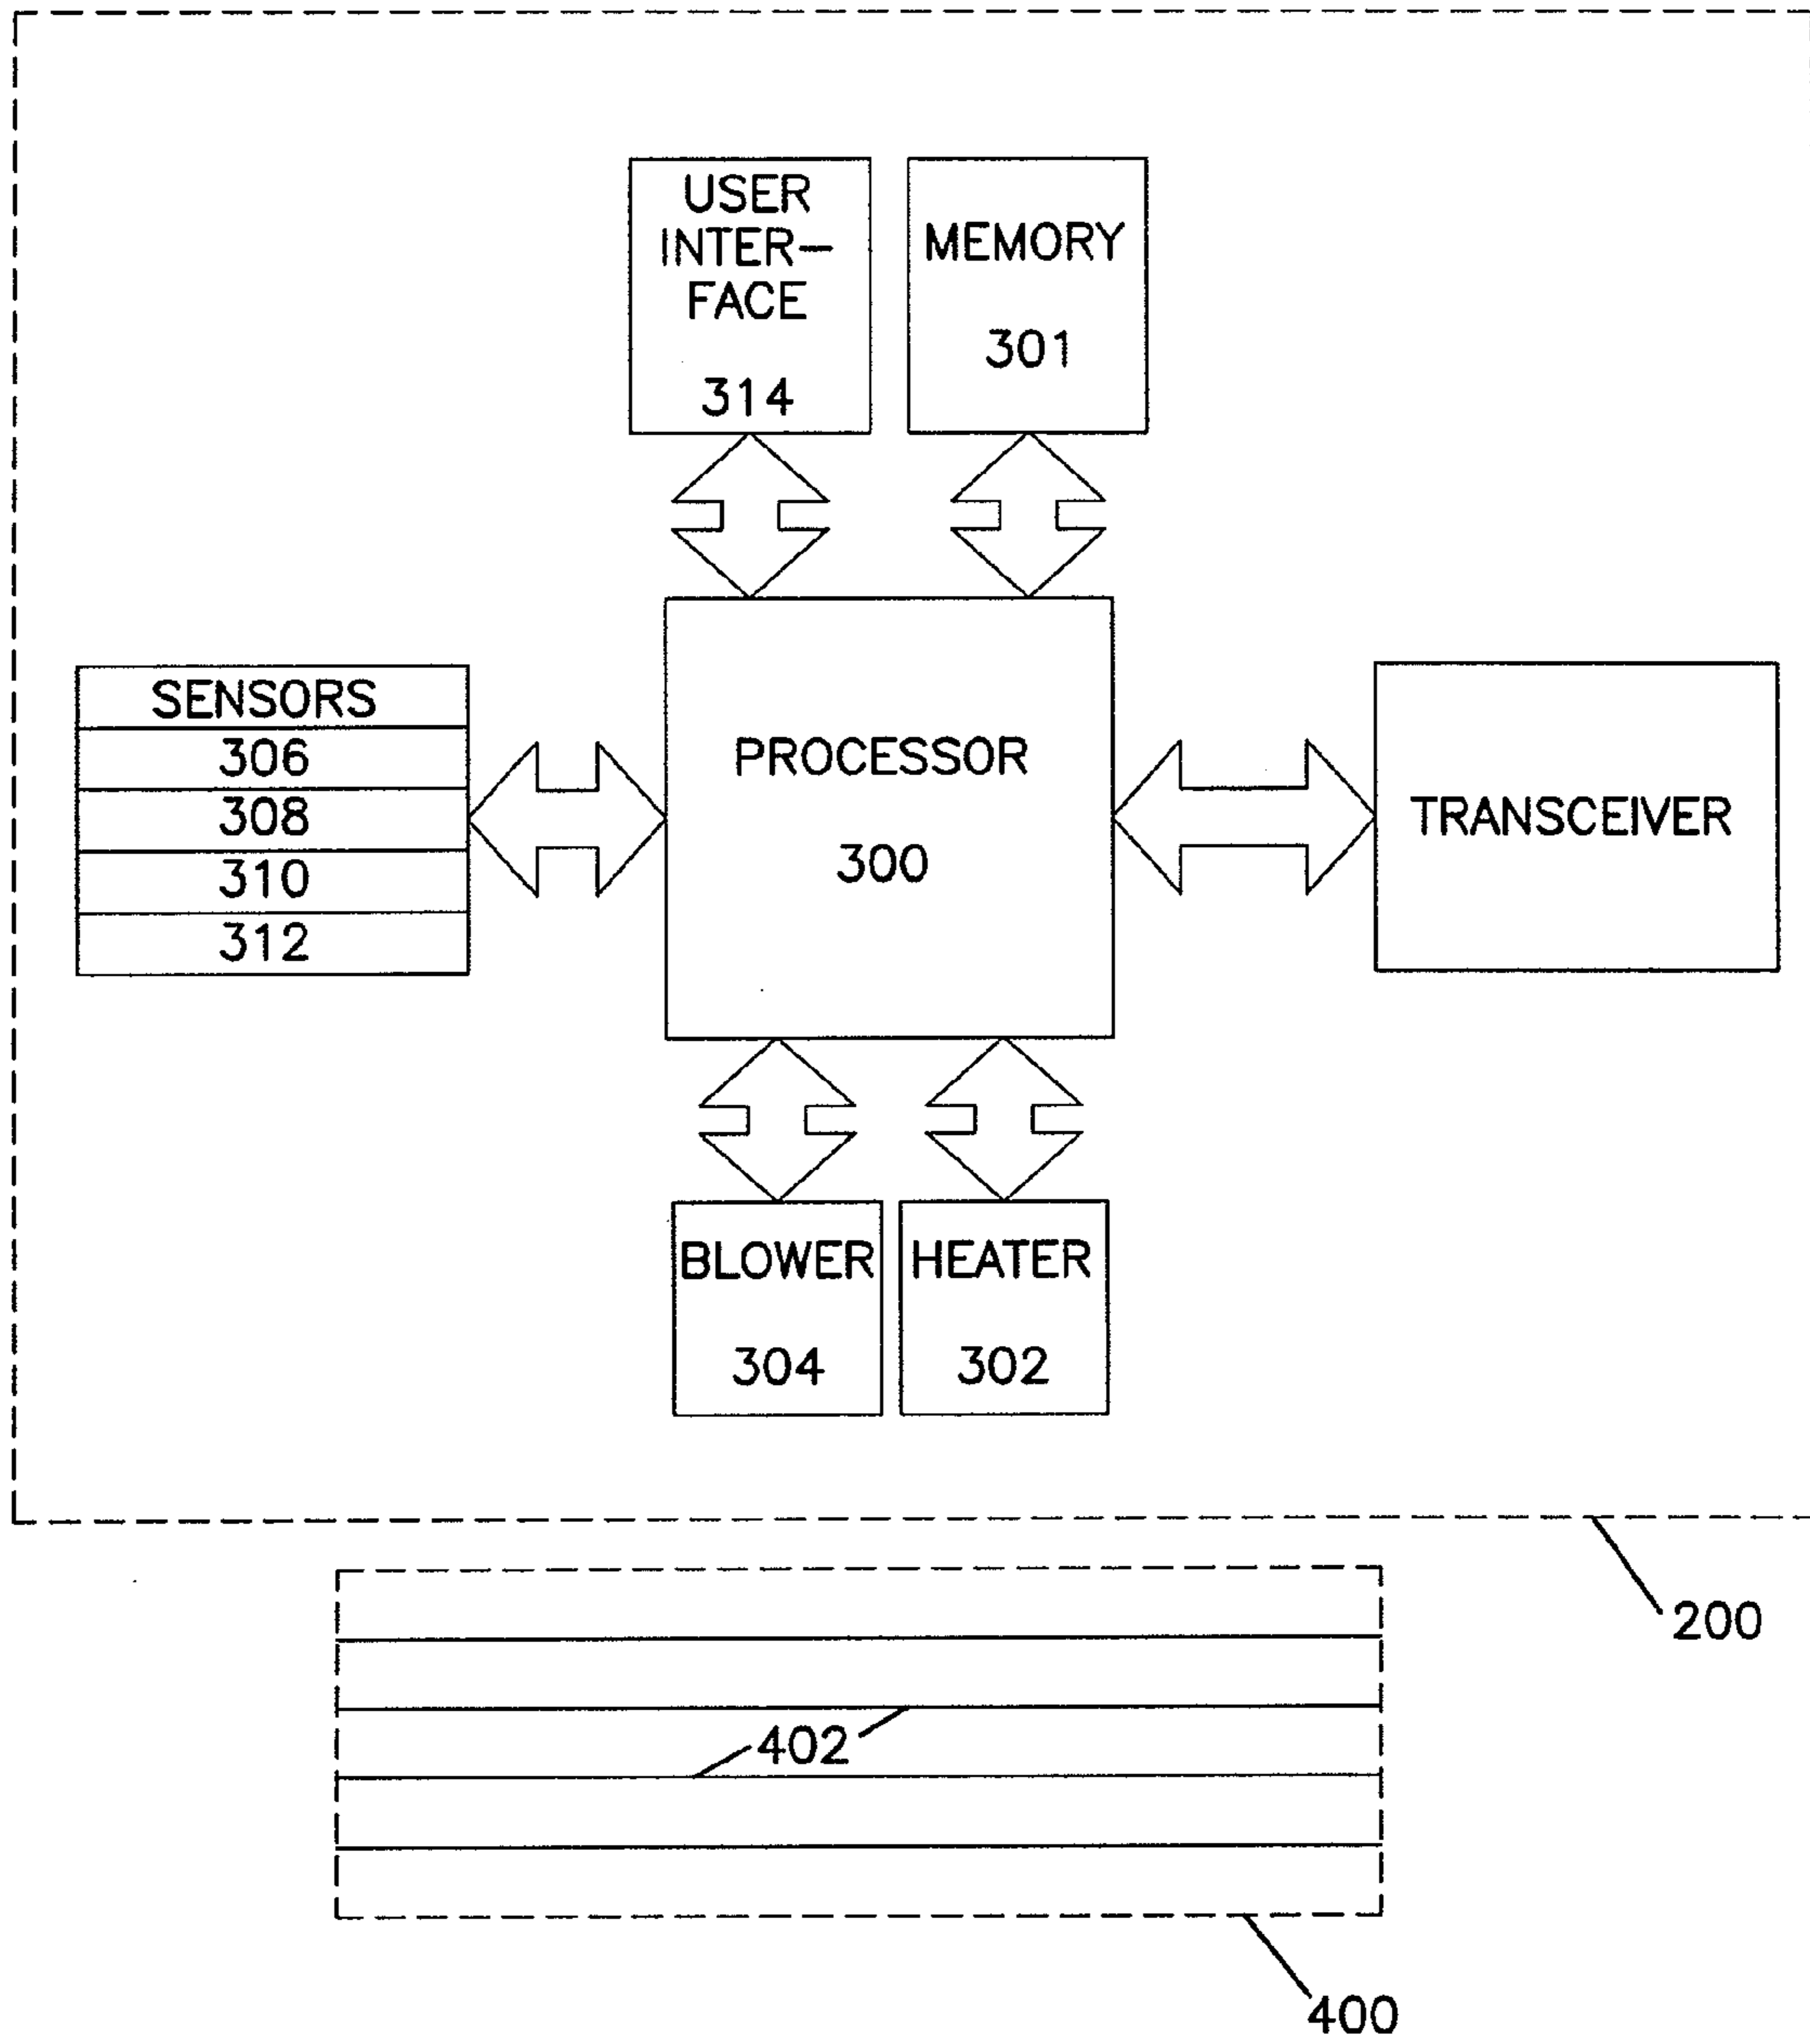 USER
INTER-
FACE
314
MEMORY
301
SENSORS
306
308
310
312
PROCESSOR
300
TRANSCEIVER
BLOWER
304
HEATER
302
200
402
400